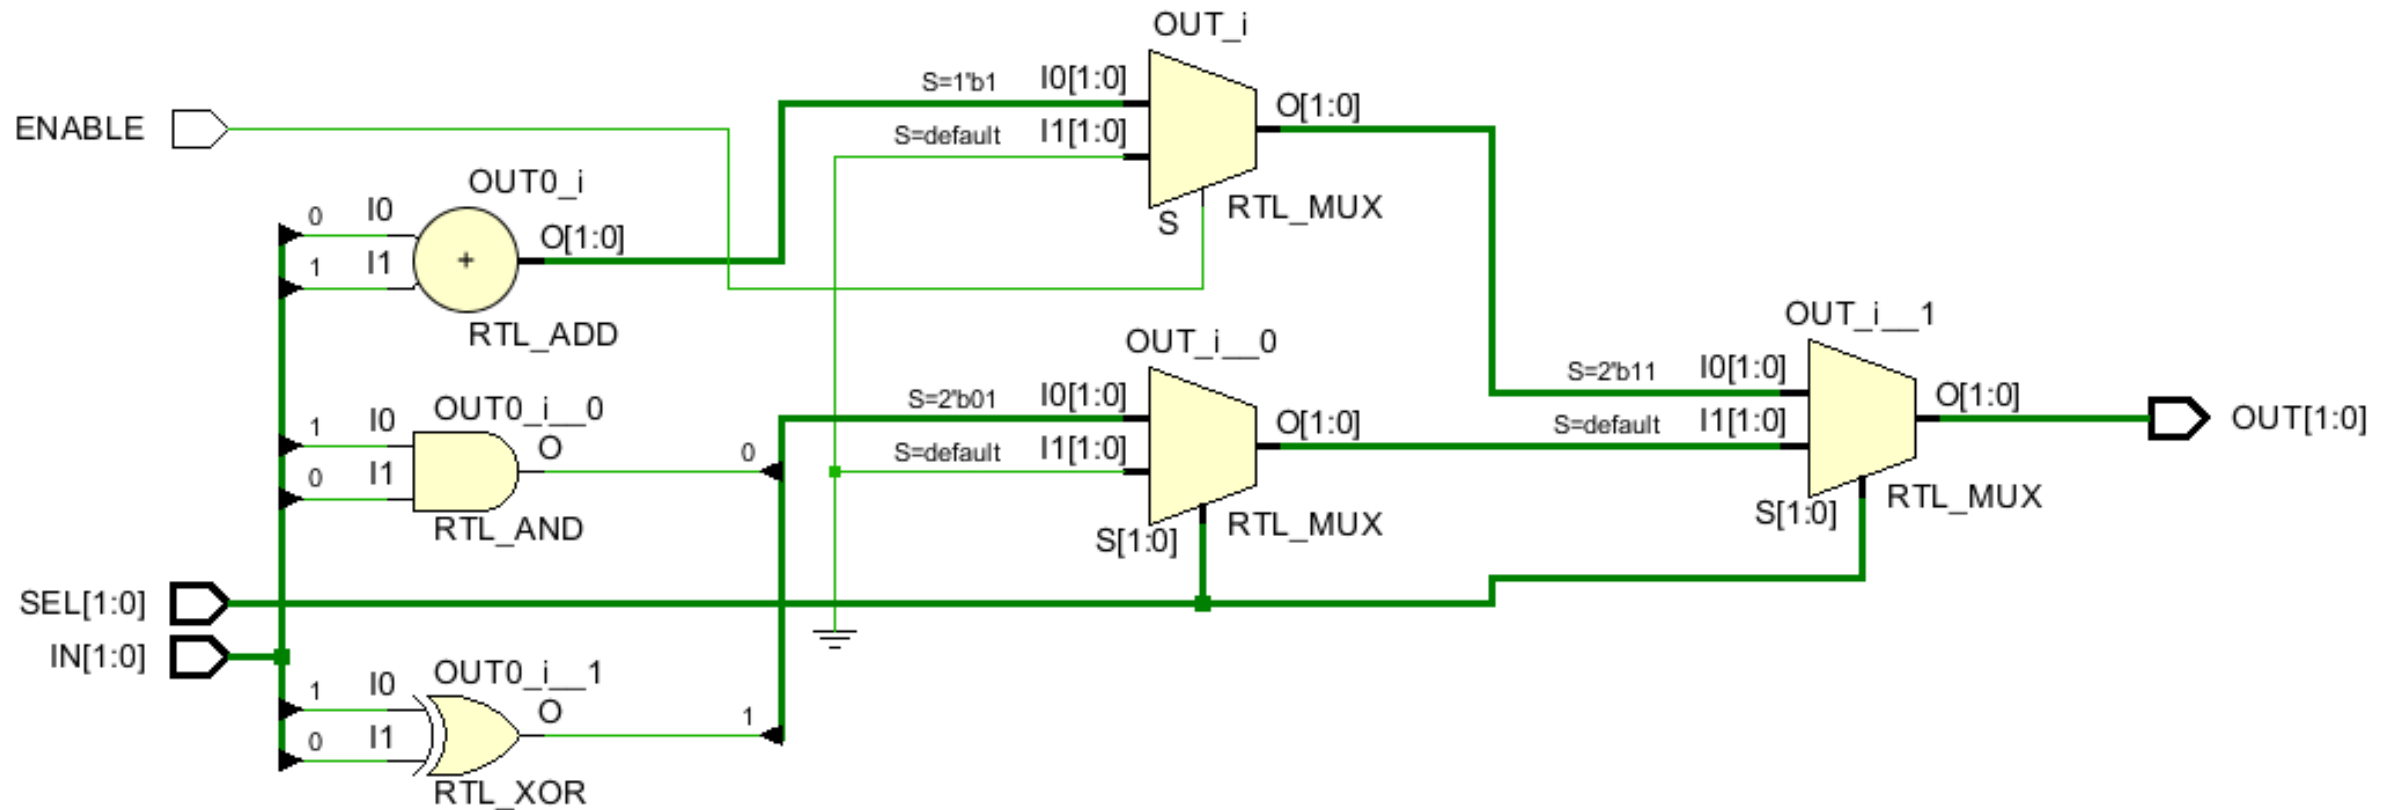 OUT_i
S=1'b1 I0[1:0]
O[1:0]
ENABLE
S=default I1[1:0]
OUT0_i
0 I0
RTL_MUX
S
O[1:0]
1 I1
+
RTL_ADD
OUT_i__1
OUT_i__0
S=2'b11 I0[1:0]
S=2'b01 I0[1:0]
O[1:0]
OUT0_i__0
1 I0
O
O[1:0]
S=default I1[1:0]
OUT[1:0]
0
S=default I1[1:0]
0 I1
RTL_MUX
S[1:0]
RTL_AND
RTL_MUX
S[1:0]
SEL[1:0]
IN[1:0]
OUT0_i__1
1 I0
O
1
0 I1
RTL_XOR